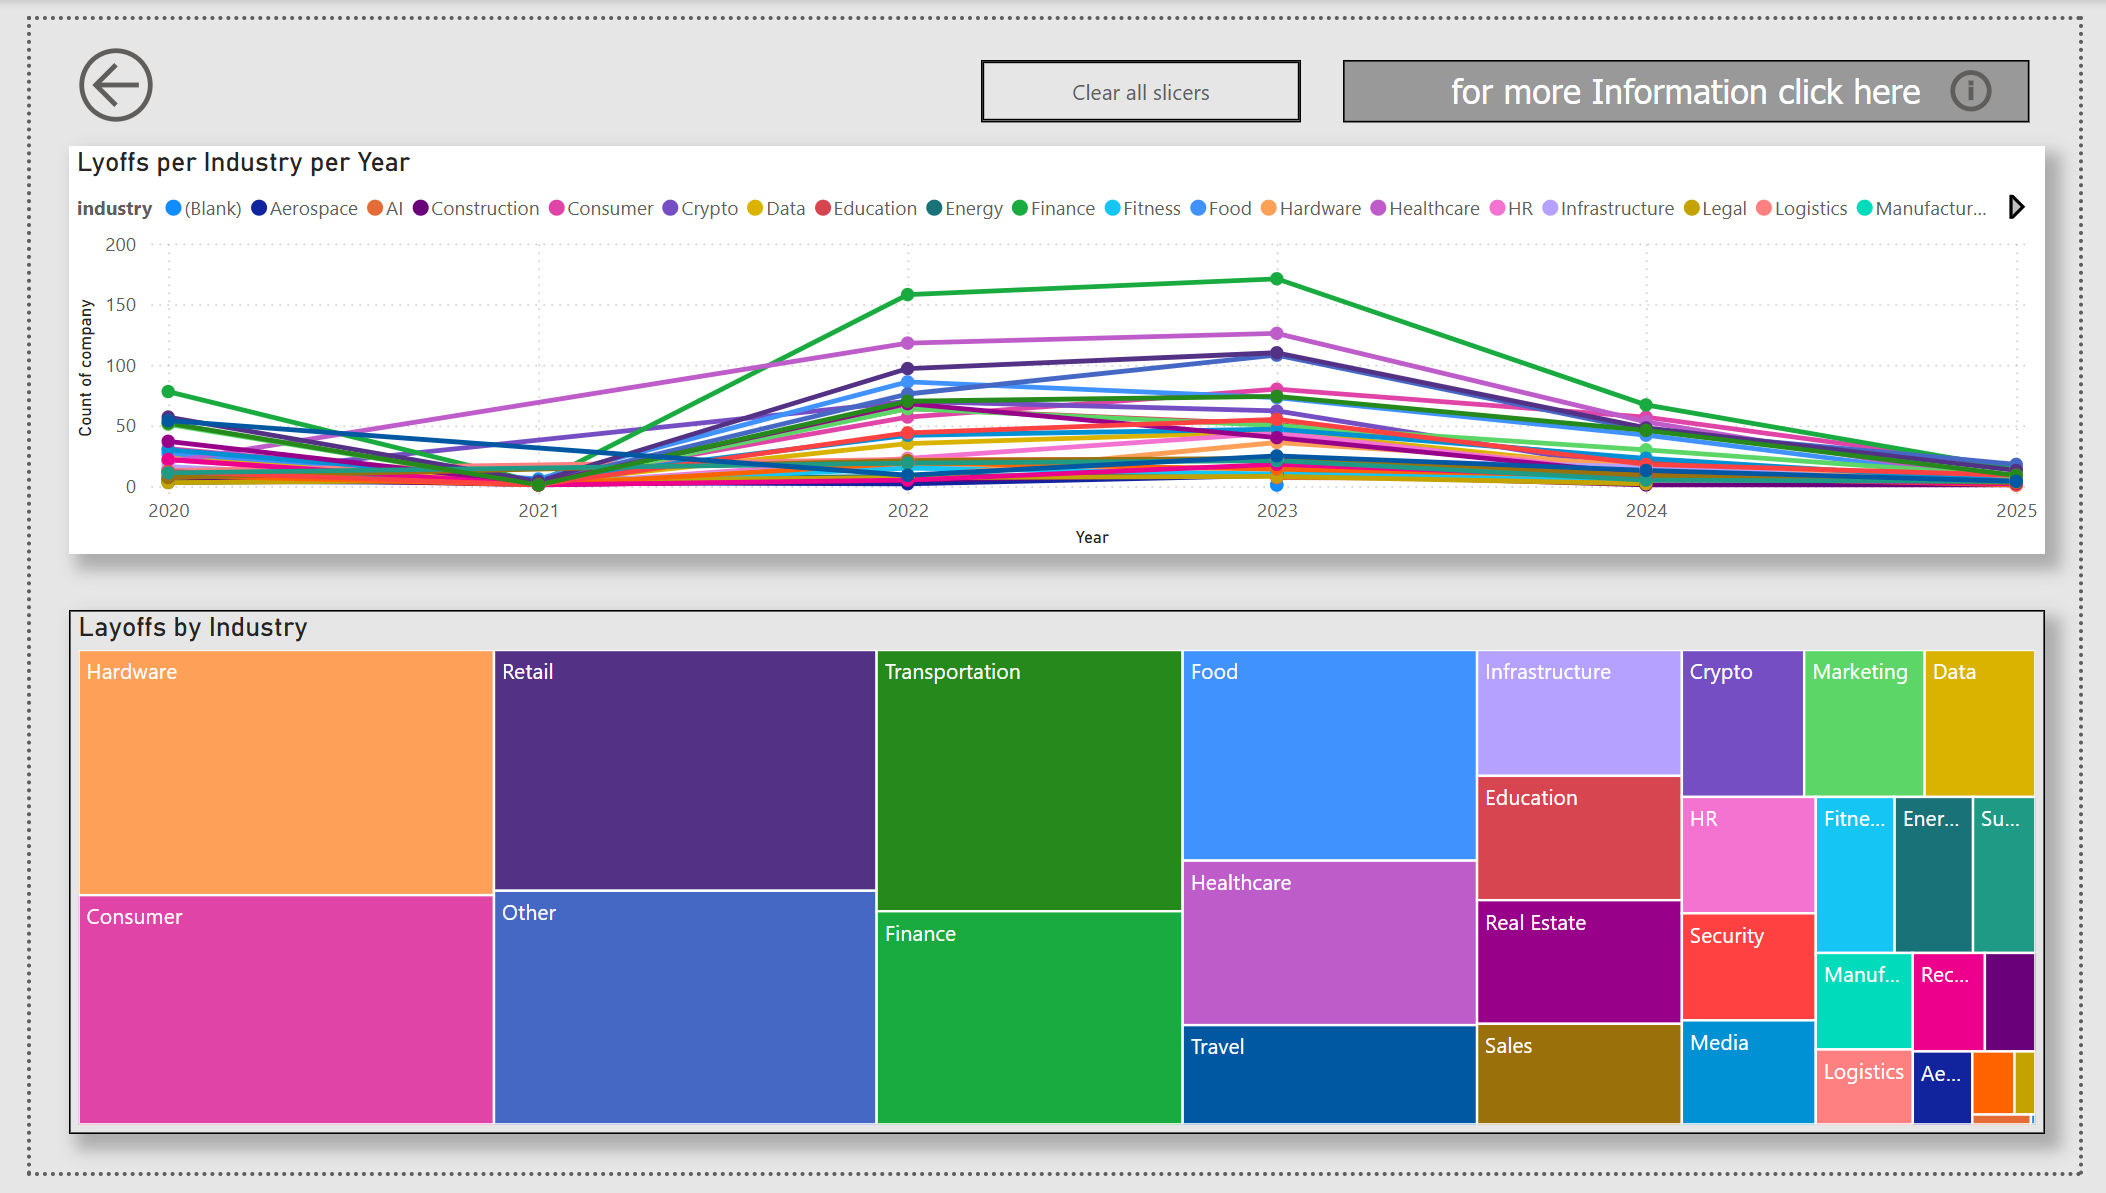 Clear all slicers
for more Information click here
Lyoffs per Industry per Year
industry (Blank) Aerospace AI Construction Consumer Crypto Data Education Energy Finance Fitness Food Hardware Healthcare HR Infrastructure Legal Logistics Manufactur...
Count of company
200
150
100
50
0
2020 2021 2022 2023 2024 2025
Year
Layoffs by Industry
Hardware Retail Transportation Food Infrastructure Crypto Marketing Data
Education
HR Fitne... Ener... Su...
Healthcare
Consumer Other Finance Real Estate Security
Manuf... Rec...
Travel Sales Media
Logistics Ae...